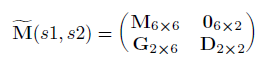 M̃(s1, s2) = ( M₆×₆ 0₆×₂
G₂×₆ D₂×₂ )